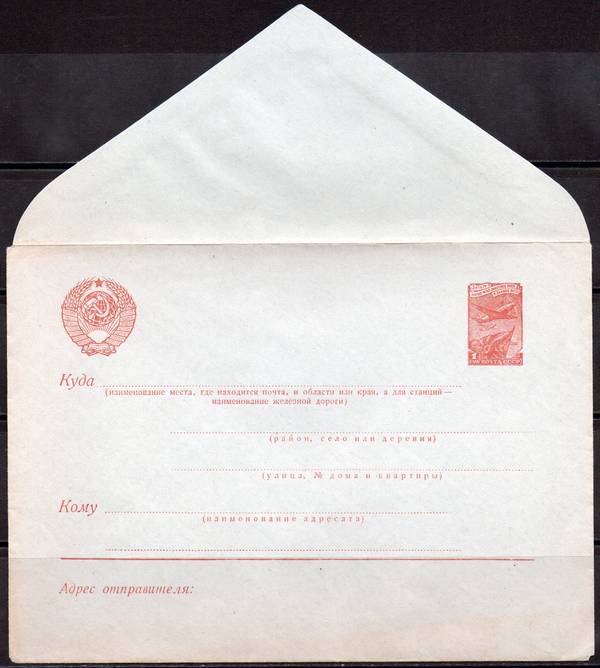 1
АВИА ПОЧТА СССР
Куда
(наименование места, где находится почта, и области или края, а для станций —
наименование железной дороги)
(район, село или деревня)
(улица, № дома и квартиры)
Кому
(наименование адресата)
Адрес отправителя: